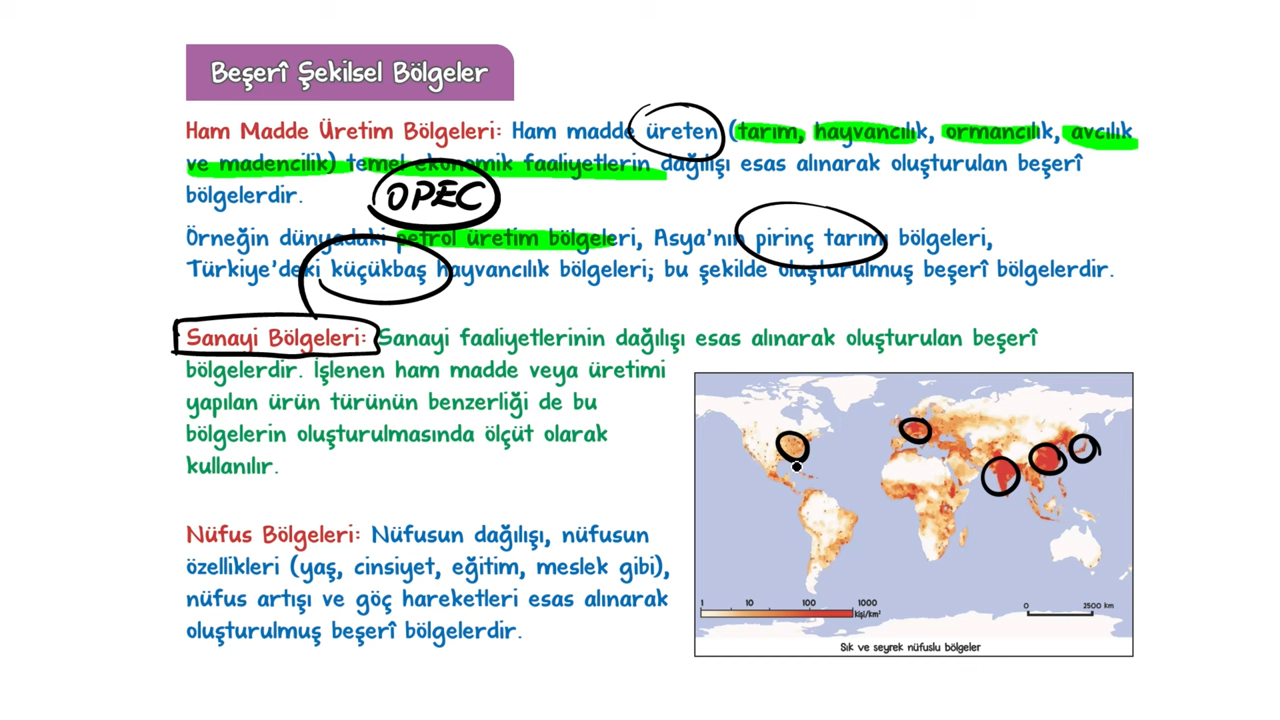 Beşerî Şekilsel Bölgeler
Ham Madde Üretim Bölgeleri: Ham madde üreten (tarım, hayvancılık, ormancılık, avcılık
ve madencilik) temel ekonomik faaliyetlerin dağılışı esas alınarak oluşturulan beşerî
bölgelerdir.
OPEC
Örneğin dünyadaki petrol üretim bölgeleri, Asya'nın pirinç tarımı bölgeleri,
Türkiye'deki küçükbaş hayvancılık bölgeleri; bu şekilde oluşturulmuş beşerî bölgelerdir.
Sanayi Bölgeleri: Sanayi faaliyetlerinin dağılışı esas alınarak oluşturulan beşerî
bölgelerdir. İşlenen ham madde veya üretimi
yapılan ürün türünün benzerliği de bu
bölgelerin oluşturulmasında ölçüt olarak
kullanılır.
Nüfus Bölgeleri: Nüfusun dağılışı, nüfusun
özellikleri (yaş, cinsiyet, eğitim, meslek gibi),
nüfus artışı ve göç hareketleri esas alınarak
oluşturulmuş beşerî bölgelerdir.
1 10 100 1000
kişi/km²
0 2500 km
Sık ve seyrek nüfuslu bölgeler